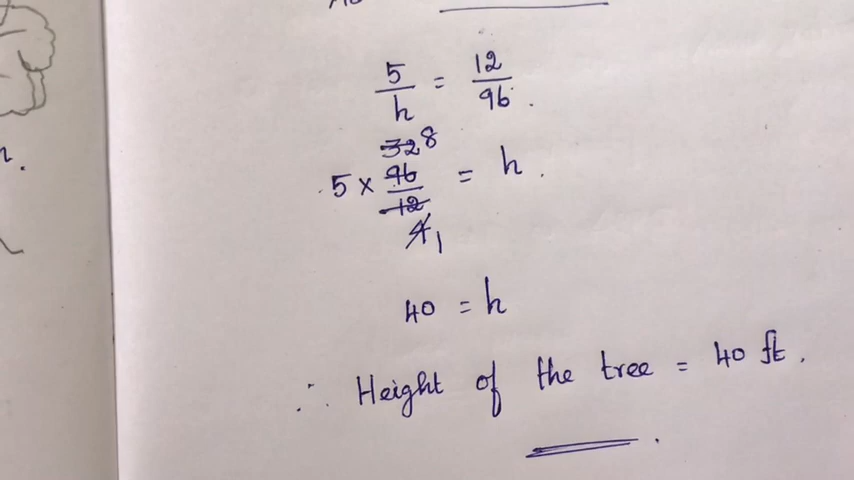 5/h = 12/96.
5 × 96/12 = h.
32 8
4 1
40 = h
∴ Height of the tree = 40 ft.